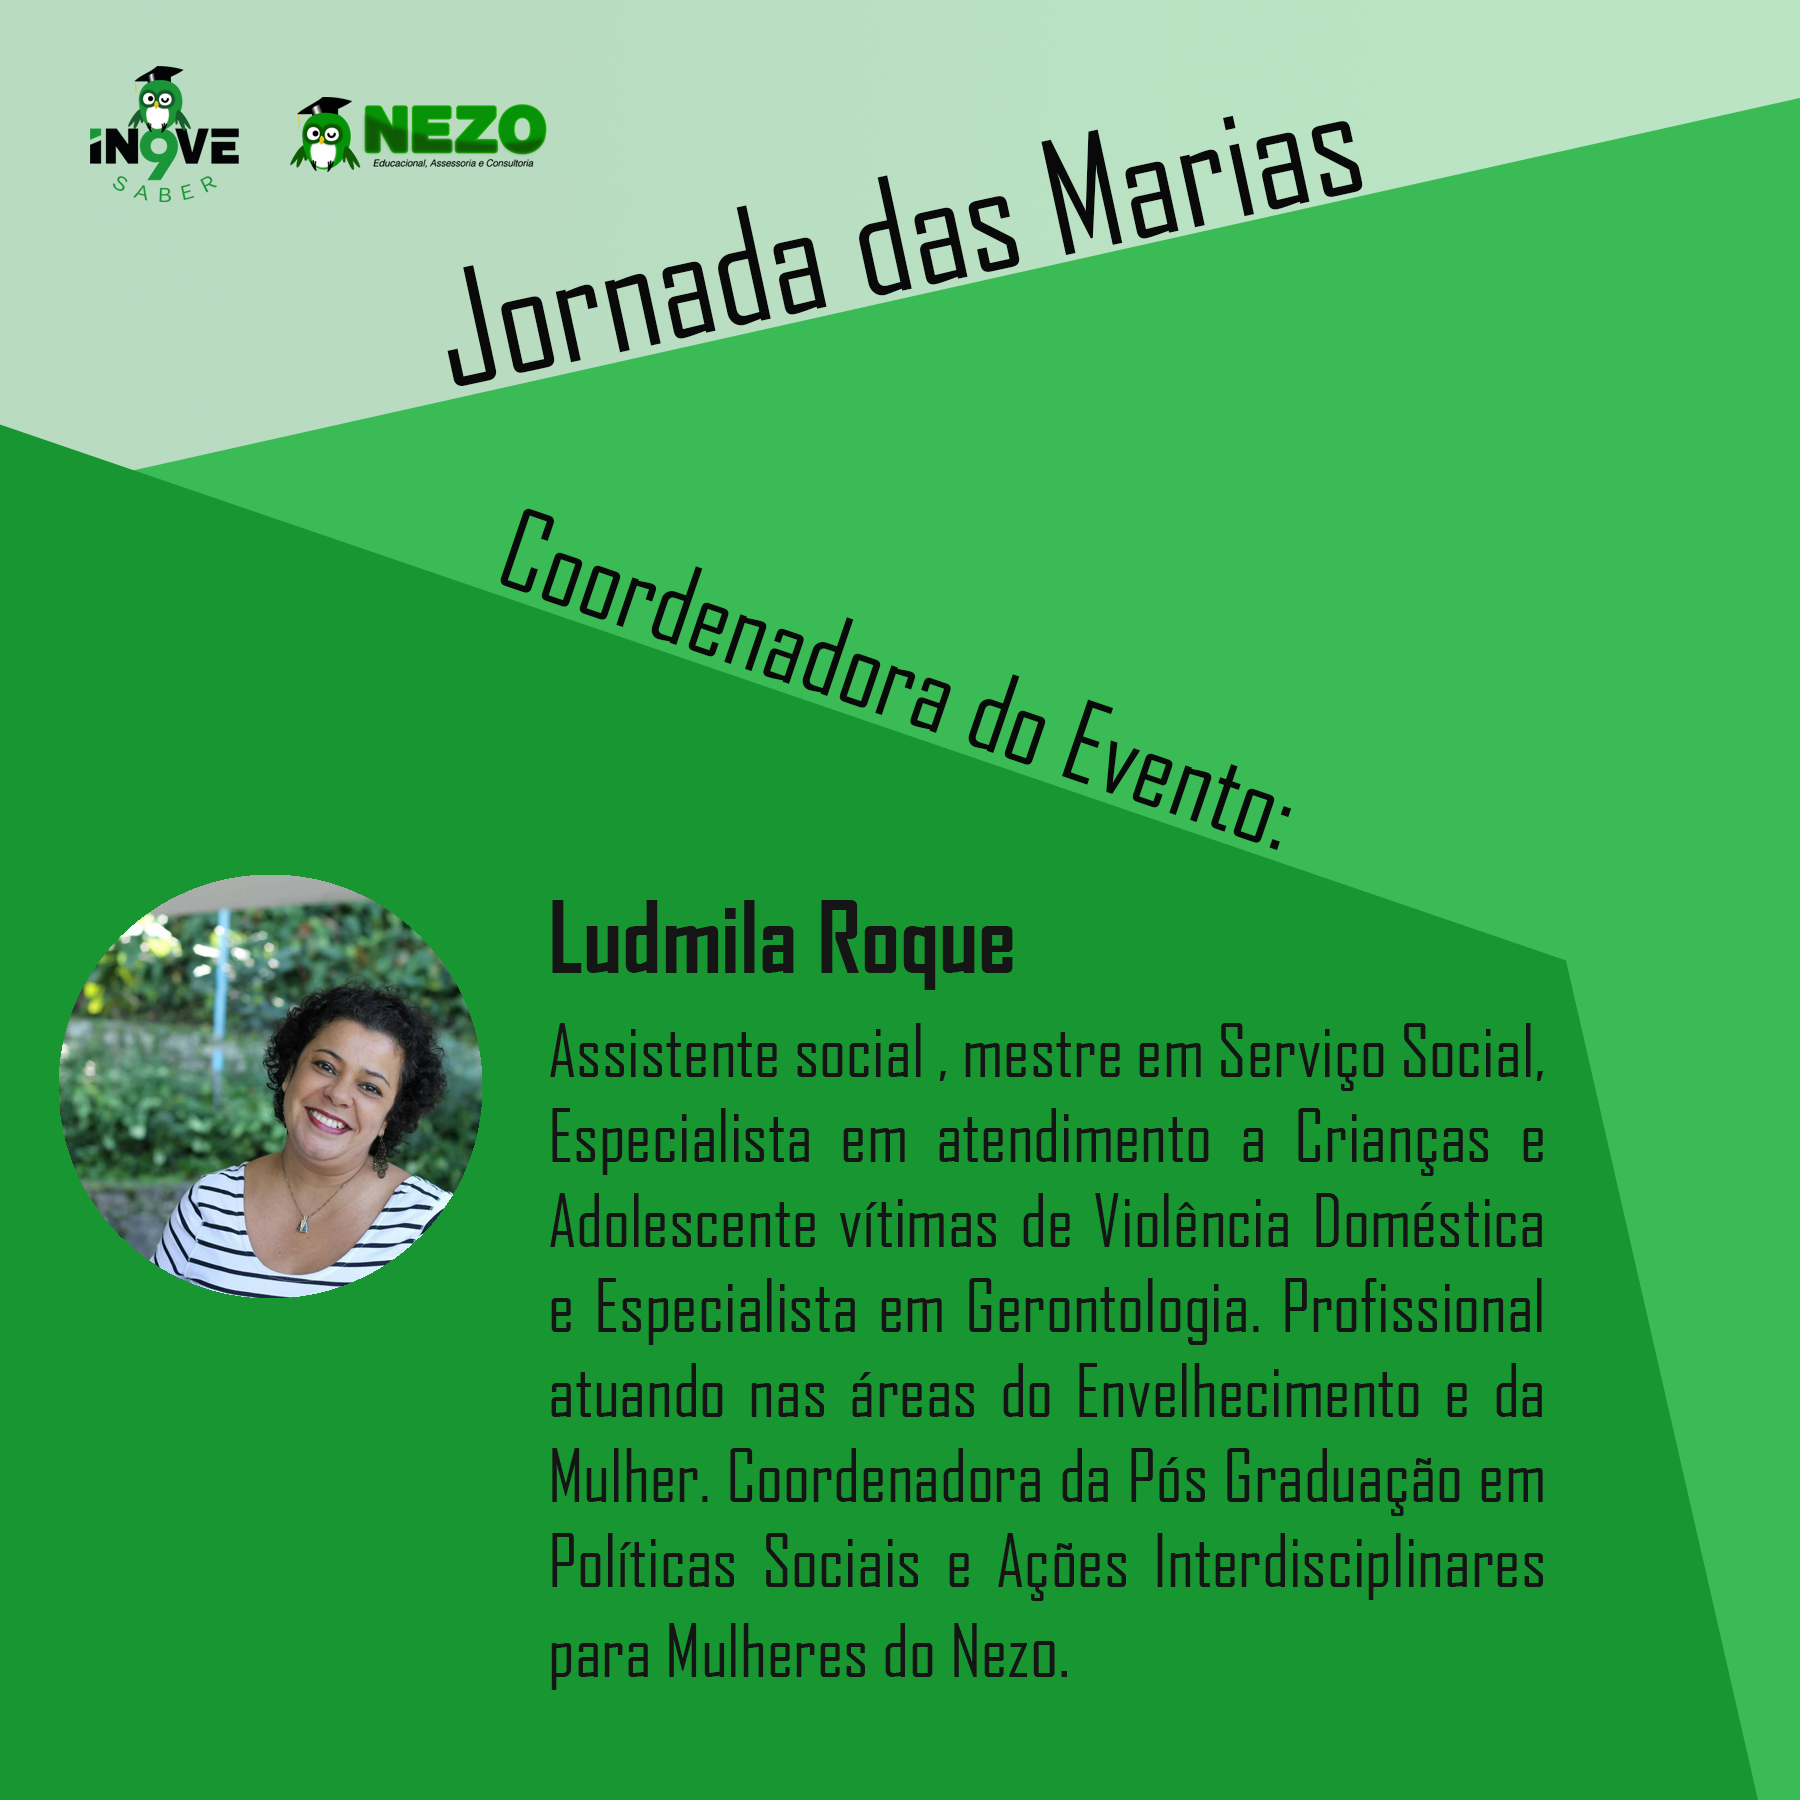 iN9VE
SABER
NEZO
Educacional, Assessoria e Consultoria
Jornada das Marias
Coordenadora do Evento:
Ludmila Roque
Assistente social , mestre em Serviço Social,
Especialista em atendimento a Crianças e
Adolescente vítimas de Violência Doméstica
e Especialista em Gerontologia. Profissional
atuando nas áreas do Envelhecimento e da
Mulher. Coordenadora da Pós Graduação em
Políticas Sociais e Ações Interdisciplinares
para Mulheres do Nezo.